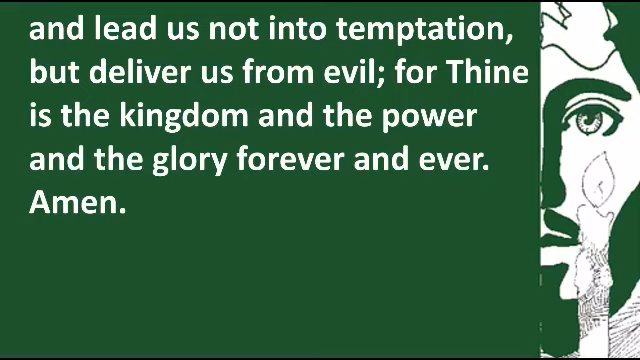 and lead us not into temptation,
but deliver us from evil; for Thine
is the kingdom and the power
and the glory forever and ever.
Amen.